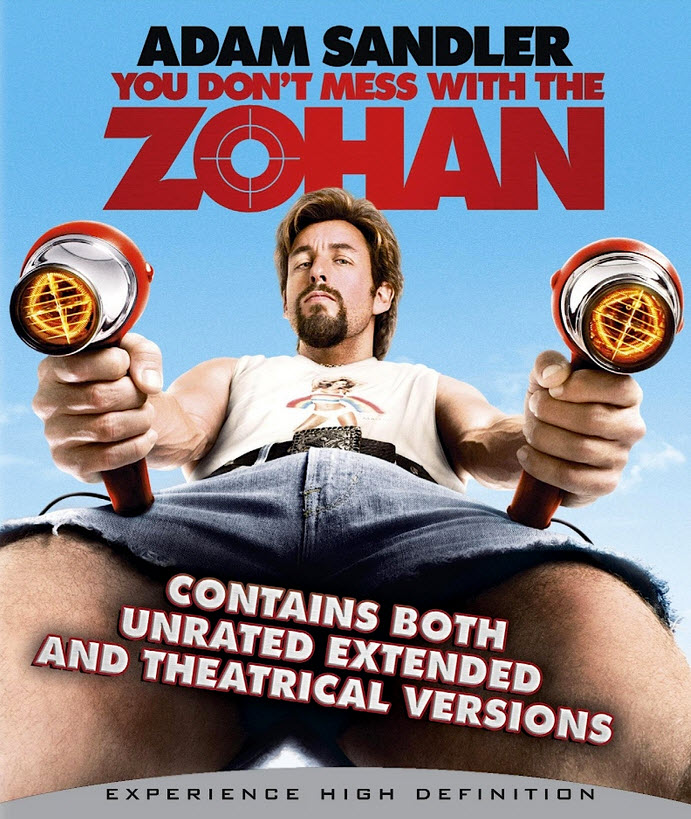 ADAM SANDLER
YOU DON'T MESS WITH THE
ZOHAN
CONTAINS BOTH
UNRATED EXTENDED
AND THEATRICAL VERSIONS
EXPERIENCE HIGH DEFINITION